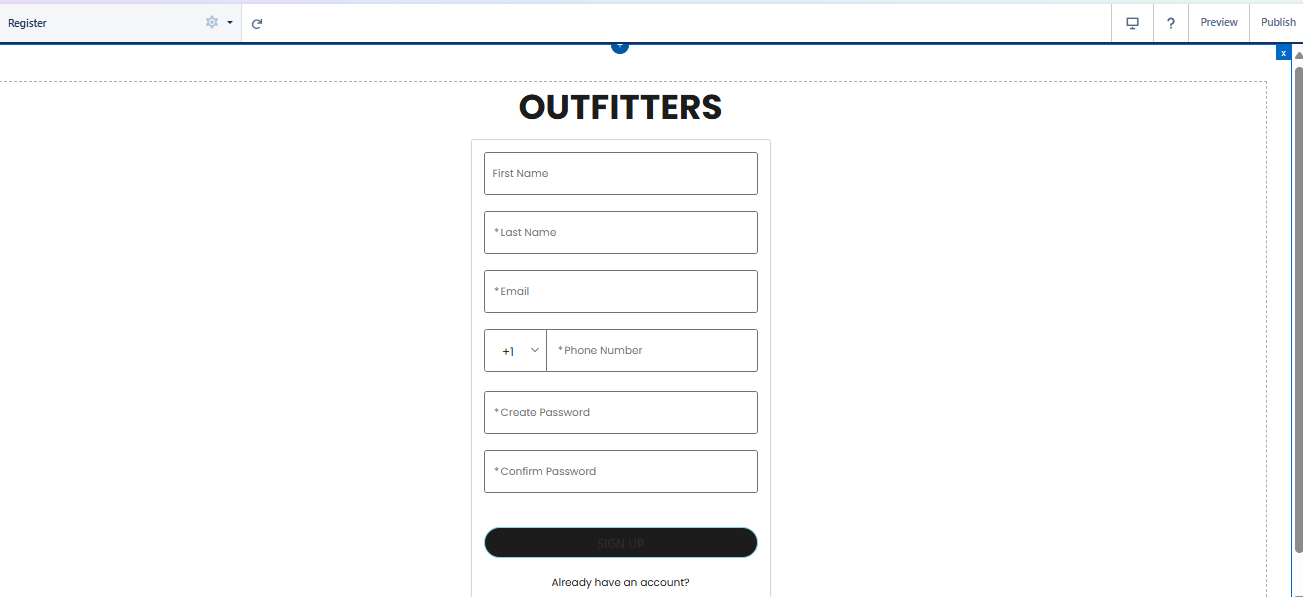 Register
? Preview Publish
x
OUTFITTERS
First Name
*Last Name
*Email
+1 *Phone Number
*Create Password
*Confirm Password
SIGN UP
Already have an account?